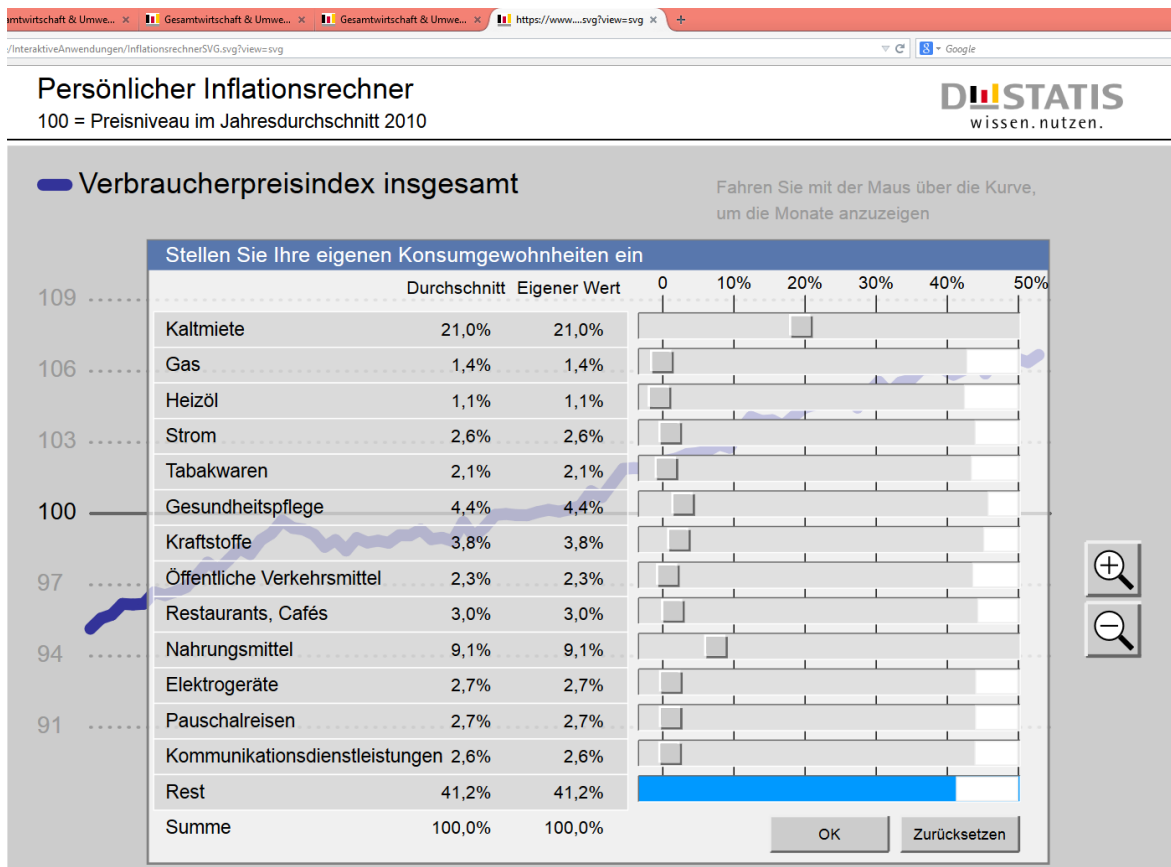 amtwirtschaft & Umwe... × Gesamtwirtschaft & Umwe... × Gesamtwirtschaft & Umwe... × https://www....svg?view=svg × +
:/InteraktiveAnwendungen/InflationsrechnerSVG.svg?view=svg 8 Google
Persönlicher Inflationsrechner
100 = Preisniveau im Jahresdurchschnitt 2010
DESTATIS
wissen.nutzen.
Verbraucherpreisindex insgesamt
Fahren Sie mit der Maus über die Kurve,
um die Monate anzuzeigen
Stellen Sie Ihre eigenen Konsumgewohnheiten ein
Durchschnitt Eigener Wert 0 10% 20% 30% 40% 50%
109
Kaltmiete 21,0% 21,0%
106 Gas 1,4% 1,4%
Heizöl 1,1% 1,1%
103 Strom 2,6% 2,6%
Tabakwaren 2,1% 2,1%
100 Gesundheitspflege 4,4% 4,4%
Kraftstoffe 3,8% 3,8%
97 Öffentliche Verkehrsmittel 2,3% 2,3%
Restaurants, Cafés 3,0% 3,0%
94 Nahrungsmittel 9,1% 9,1%
Elektrogeräte 2,7% 2,7%
91 Pauschalreisen 2,7% 2,7%
Kommunikationsdienstleistungen 2,6% 2,6%
Rest 41,2% 41,2%
Summe 100,0% 100,0%
OK Zurücksetzen